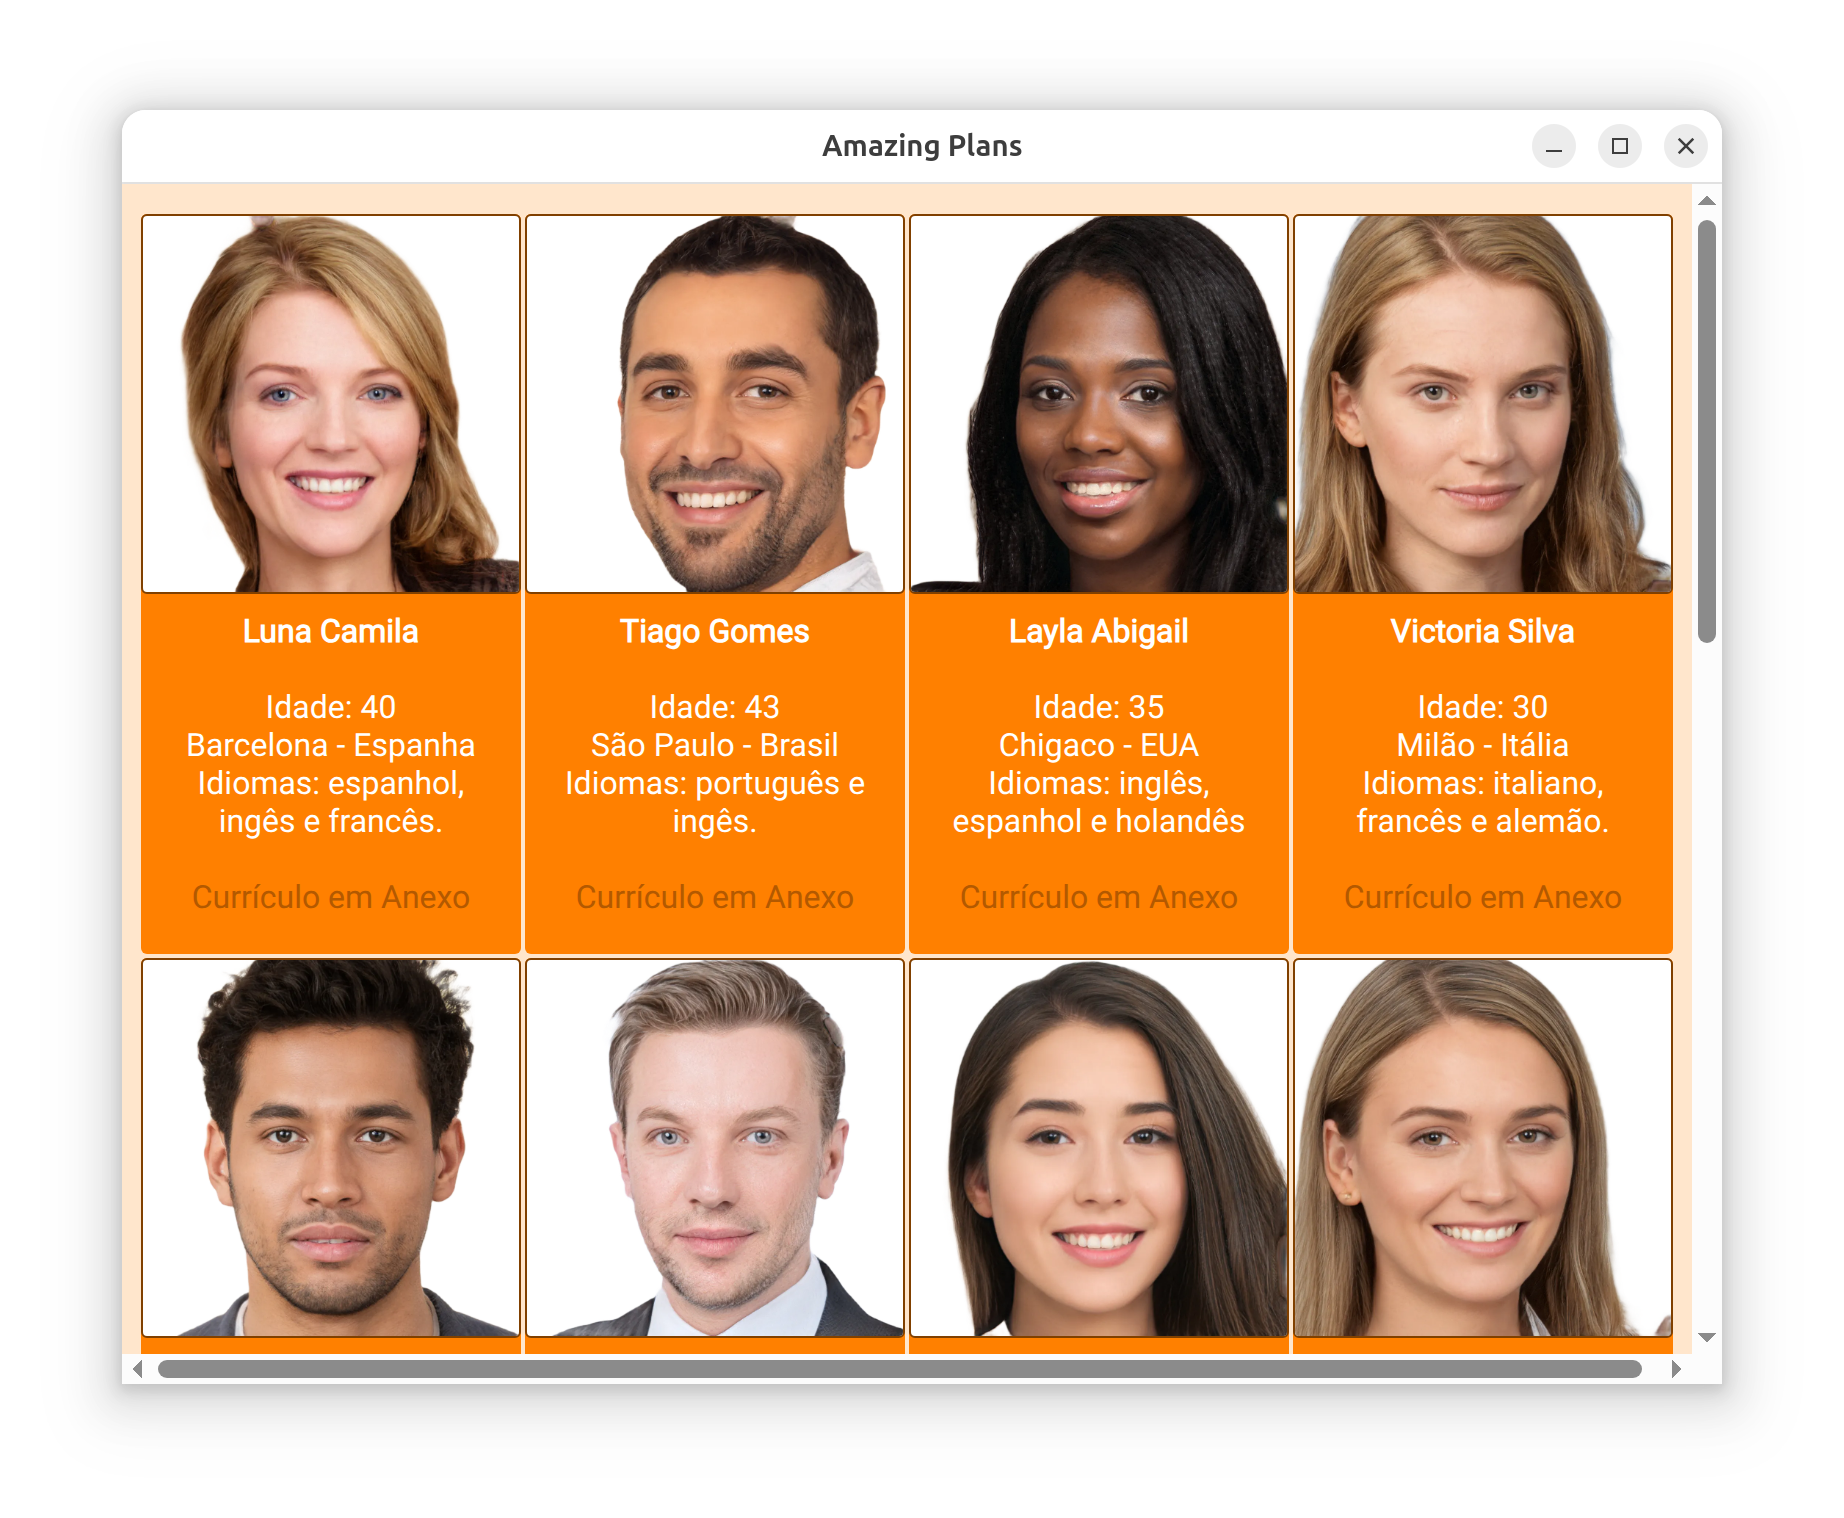 Amazing Plans
Luna Camila
Idade: 40
Barcelona - Espanha
Idiomas: espanhol,
ingês e francês.
Currículo em Anexo
Tiago Gomes
Idade: 43
São Paulo - Brasil
Idiomas: português e
ingês.
Currículo em Anexo
Layla Abigail
Idade: 35
Chigaco - EUA
Idiomas: inglês,
espanhol e holandês
Currículo em Anexo
Victoria Silva
Idade: 30
Milão - Itália
Idiomas: italiano,
francês e alemão.
Currículo em Anexo